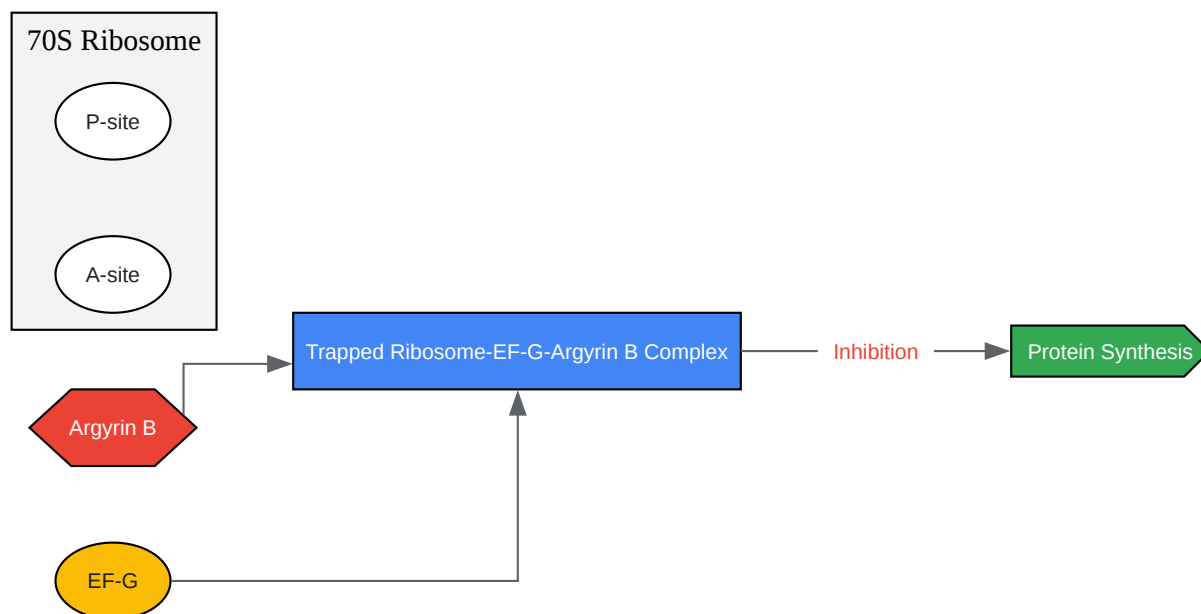 70S Ribosome
P-site
A-site
Trapped Ribosome-EF-G-Argyrin B Complex
Inhibition
Protein Synthesis
Argyrin B
EF-G